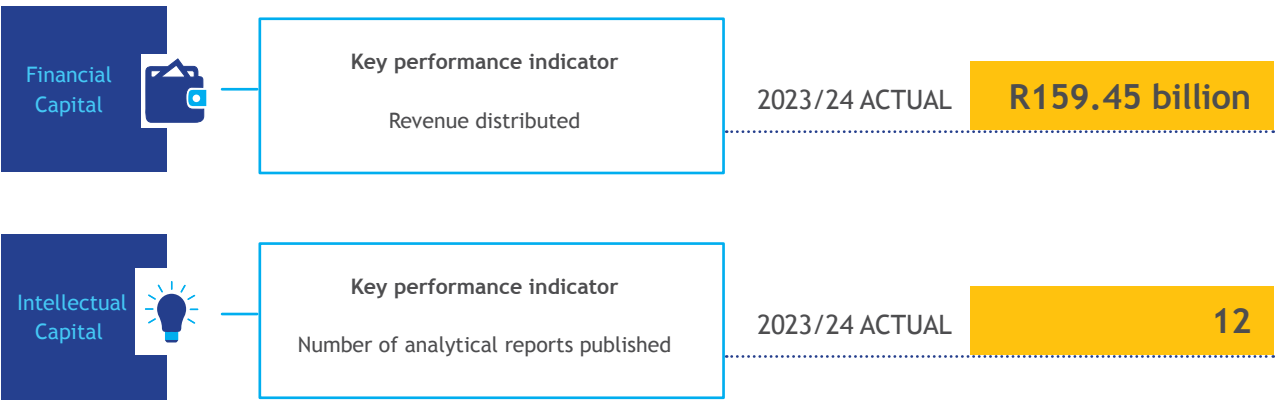 Financial
Capital
Key performance indicator
Revenue distributed
2023/24 ACTUAL
R159.45 billion
Intellectual
Capital
Key performance indicator
Number of analytical reports published
2023/24 ACTUAL
12